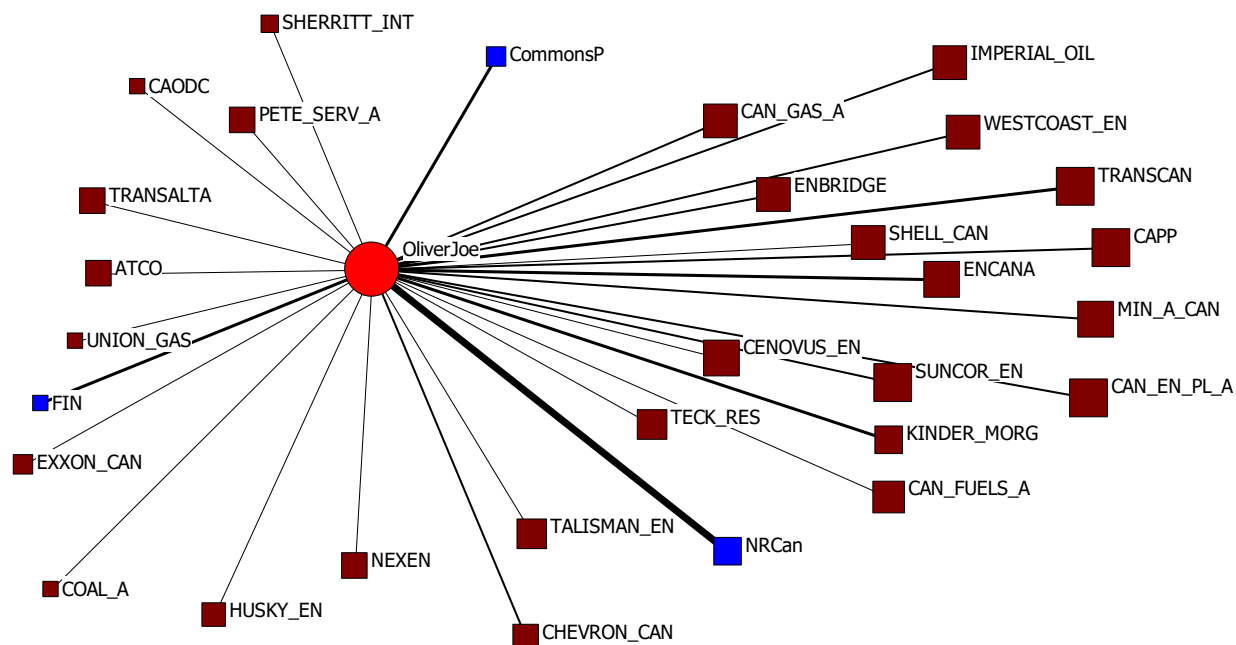 SHERRITT_INT
CommonsP
IMPERIAL_OIL
CAODC
PETE_SERV_A
CAN_GAS_A
WESTCOAST_EN
TRANSALTA
ENBRIDGE
TRANSCAN
OliverJoe
SHELL_CAN
CAPP
ATCO
ENCANA
MIN_A_CAN
UNION_GAS
CENOVUS_EN
SUNCOR_EN
CAN_EN_PL_A
FIN
TECK_RES
KINDER_MORG
EXXON_CAN
CAN_FUELS_A
TALISMAN_EN
NRCan
NEXEN
COAL_A
HUSKY_EN
CHEVRON_CAN